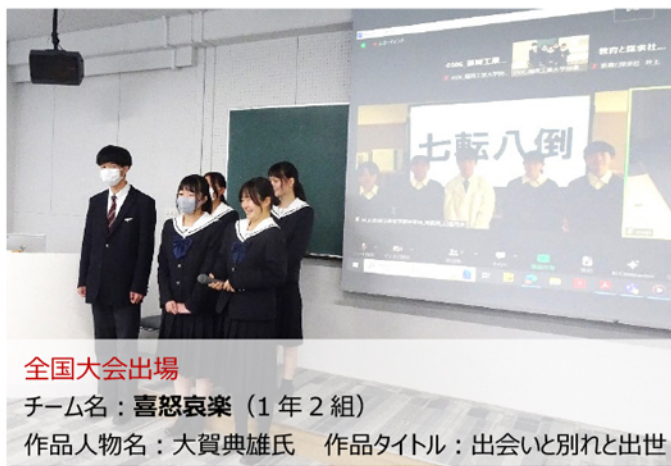 七転八倒
全国大会出場
チーム名：喜怒哀楽（1年2組）
作品人物名：大賀典雄氏　作品タイトル：出会いと別れと出世